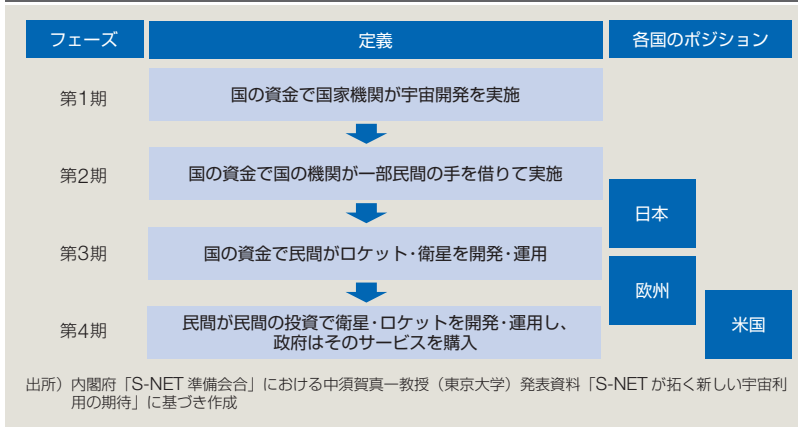 フェーズ
定義
各国のポジション
第1期
国の資金で国家機関が宇宙開発を実施
第2期
国の資金で国の機関が一部民間の手を借りて実施
日本
第3期
国の資金で民間がロケット・衛星を開発・運用
欧州
第4期
民間が民間の投資で衛星・ロケットを開発・運用し、
政府はそのサービスを購入
米国
出所）内閣府「S-NET 準備会合」における中須賀真一教授（東京大学）発表資料「S-NETが拓く新しい宇宙利
用の期待」に基づき作成